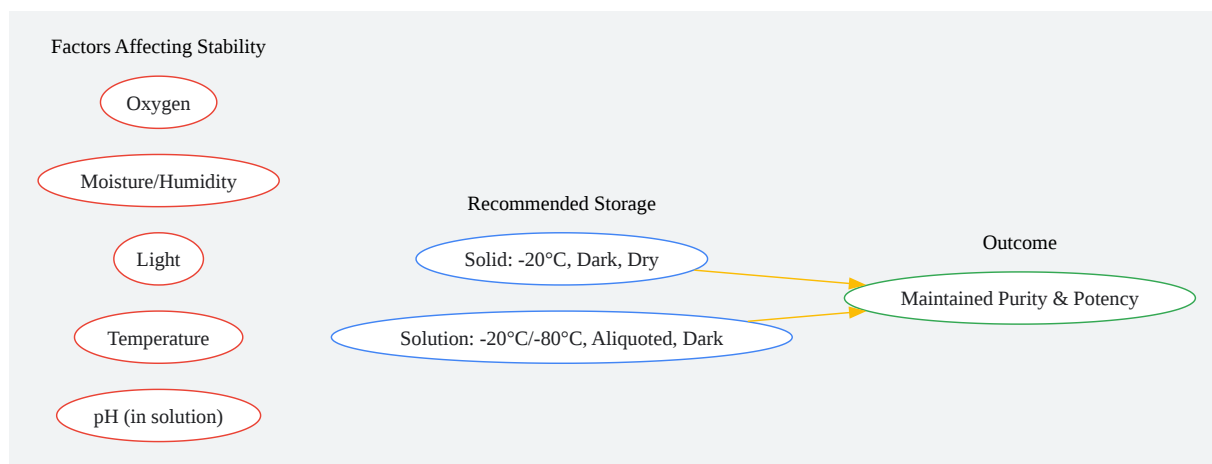 Factors Affecting Stability
Oxygen
Moisture/Humidity
Light
Temperature
pH (in solution)
Recommended Storage
Solid: -20°C, Dark, Dry
Solution: -20°C/-80°C, Aliquoted, Dark
Outcome
Maintained Purity & Potency